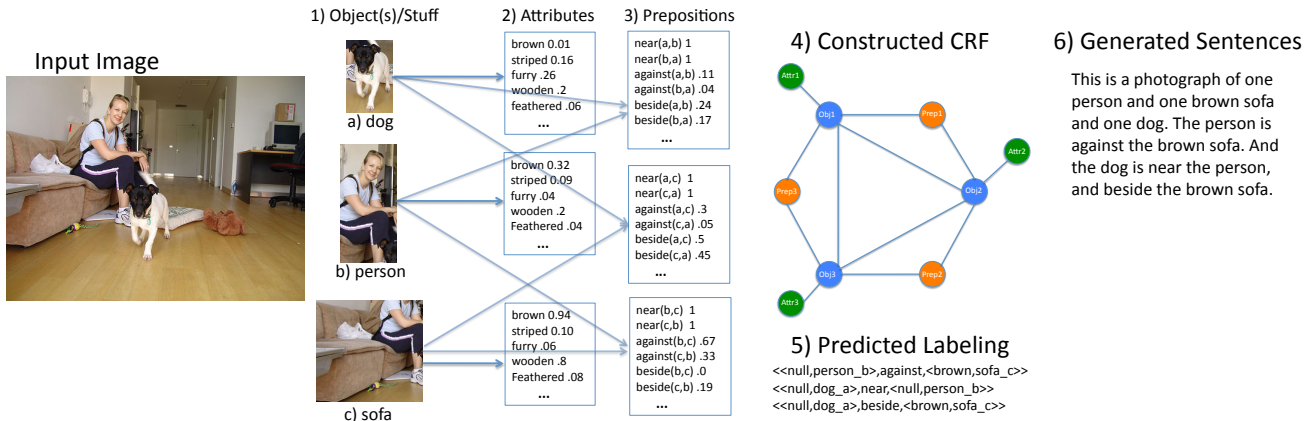 Input Image
1) Object(s)/Stuff
a) dog
b) person
c) sofa
2) Attributes
brown 0.01
striped 0.16
furry .26
wooden .2
feathered .06
...
brown 0.32
striped 0.09
furry .04
wooden .2
Feathered .04
...
brown 0.94
striped 0.10
furry .06
wooden .8
Feathered .08
...
3) Prepositions
near(a,b) 1
near(b,a) 1
against(a,b) .11
against(b,a) .04
beside(a,b) .24
beside(b,a) .17
...
near(a,c) 1
near(c,a) 1
against(a,c) .3
against(c,a) .05
beside(a,c) .5
beside(c,a) .45
...
near(b,c) 1
near(c,b) 1
against(b,c) .67
against(c,b) .33
beside(b,c) .0
beside(c,b) .19
...
4) Constructed CRF
Attr1
Obj1
Prep1
Attr2
Prep3
Obj2
Obj3
Prep2
Attr3
5) Predicted Labeling
<<null,person_b>,against,<brown,sofa_c>>
<<null,dog_a>,near,<null,person_b>>
<<null,dog_a>,beside,<brown,sofa_c>>
6) Generated Sentences
This is a photograph of one
person and one brown sofa
and one dog. The person is
against the brown sofa. And
the dog is near the person,
and beside the brown sofa.